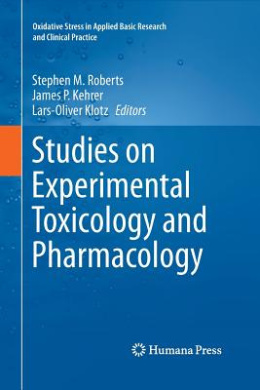 Oxidative Stress in Applied Basic Research
and Clinical Practice
Stephen M. Roberts
James P. Kehrer
Lars-Oliver Klotz Editors
Studies on
Experimental
Toxicology and
Pharmacology
Humana Press